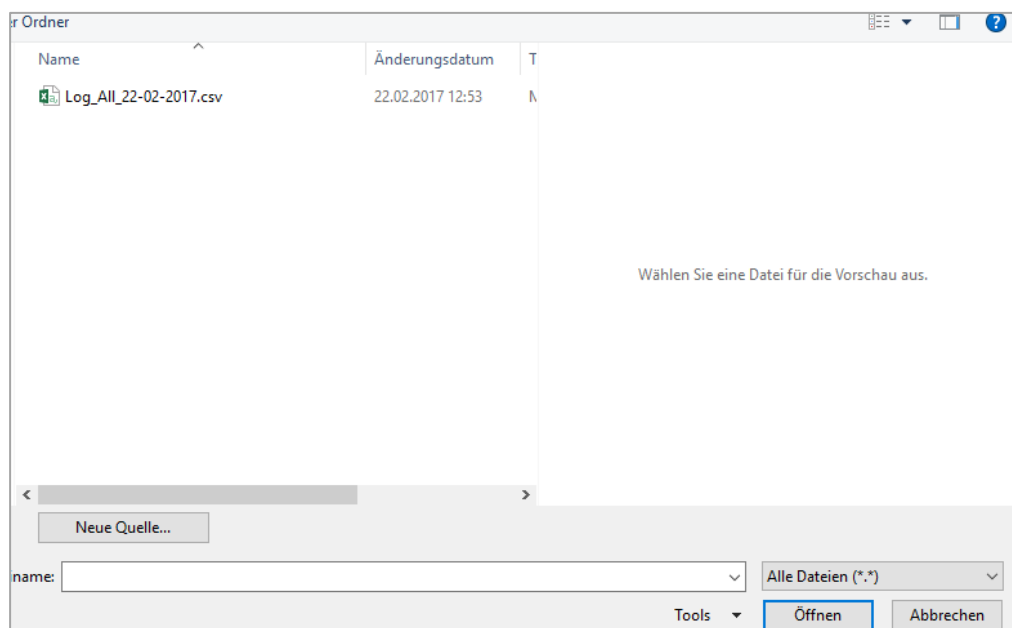 r Ordner
Name Änderungsdatum T
Log_All_22-02-2017.csv 22.02.2017 12:53
Wählen Sie eine Datei für die Vorschau aus.
Neue Quelle...
name: Alle Dateien (*.*)
Tools Öffnen Abbrechen